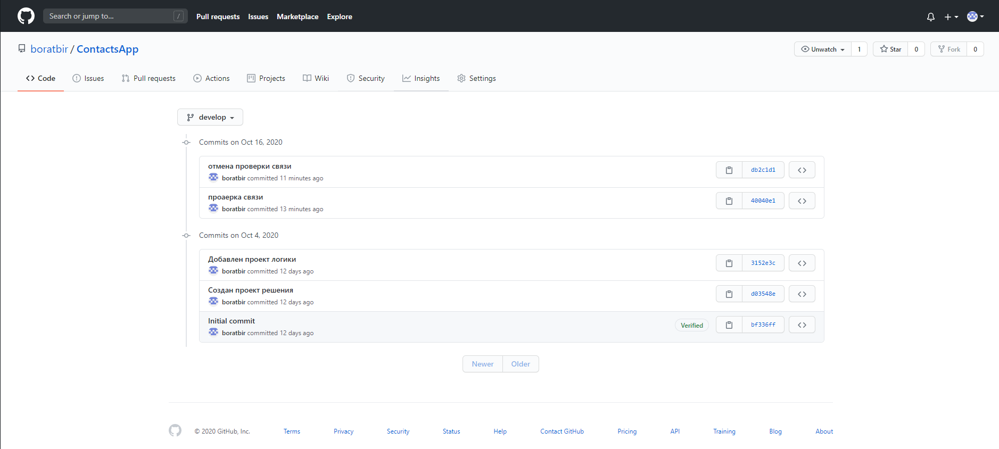 Search or jump to... / Pull requests Issues Marketplace Explore
boratbir / ContactsApp Unwatch 1 Star 0 Fork 0
Code Issues Pull requests Actions Projects Wiki Security Insights Settings
develop
Commits on Oct 16, 2020
отмена проверки связи
boratbir committed 11 minutes ago db2c1d1
проаерка связи
boratbir committed 13 minutes ago 40040e1
Commits on Oct 4, 2020
Добавлен проект логики
boratbir committed 12 days ago 3152e3c
Создан проект решения
boratbir committed 12 days ago d03548e
Initial commit
boratbir committed 12 days ago Verified bf336ff
Newer Older
© 2020 GitHub, Inc. Terms Privacy Security Status Help Contact GitHub Pricing API Training Blog About